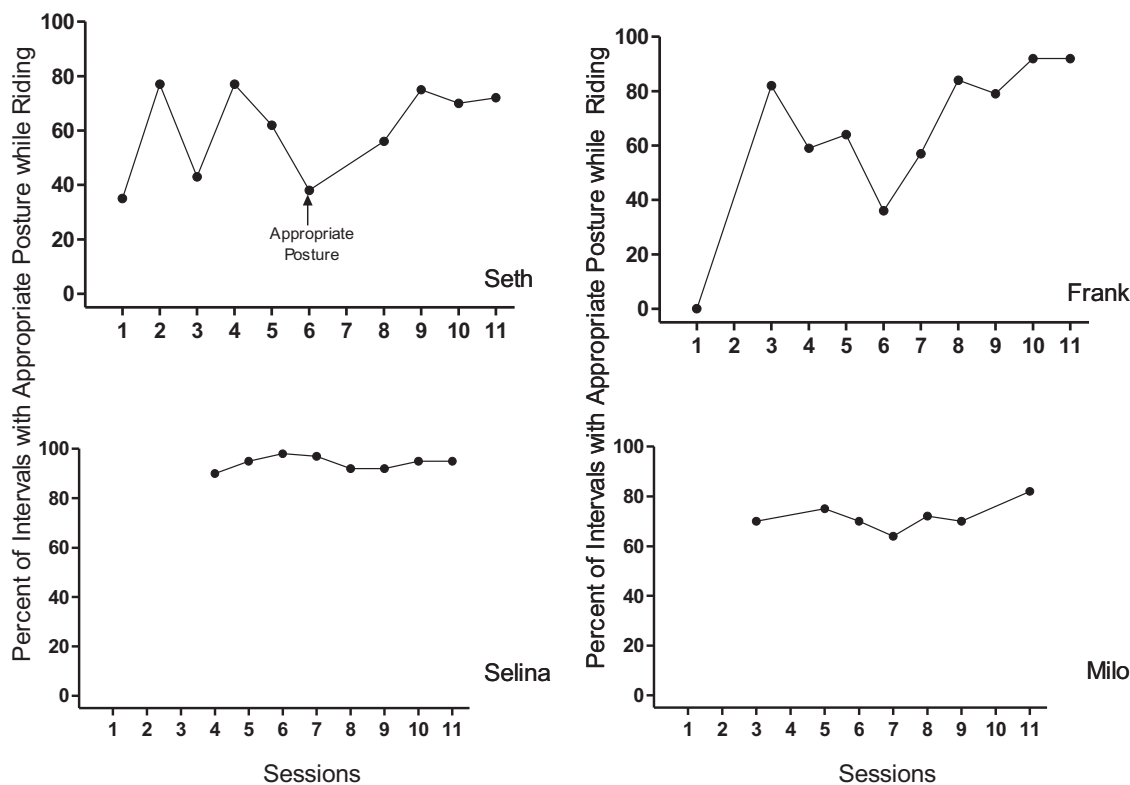 Percent of Intervals with Appropriate Posture while Riding
100
80
60
40
20
0
Appropriate
Posture
Seth
1 2 3 4 5 6 7 8 9 10 11
Percent of Intervals with Appropriate Posture while Riding
100
80
60
40
20
0
Frank
1 2 3 4 5 6 7 8 9 10 11
100
80
60
40
20
0
Selina
1 2 3 4 5 6 7 8 9 10 11
Sessions
100
80
60
40
20
0
Milo
1 2 3 4 5 6 7 8 9 10 11
Sessions